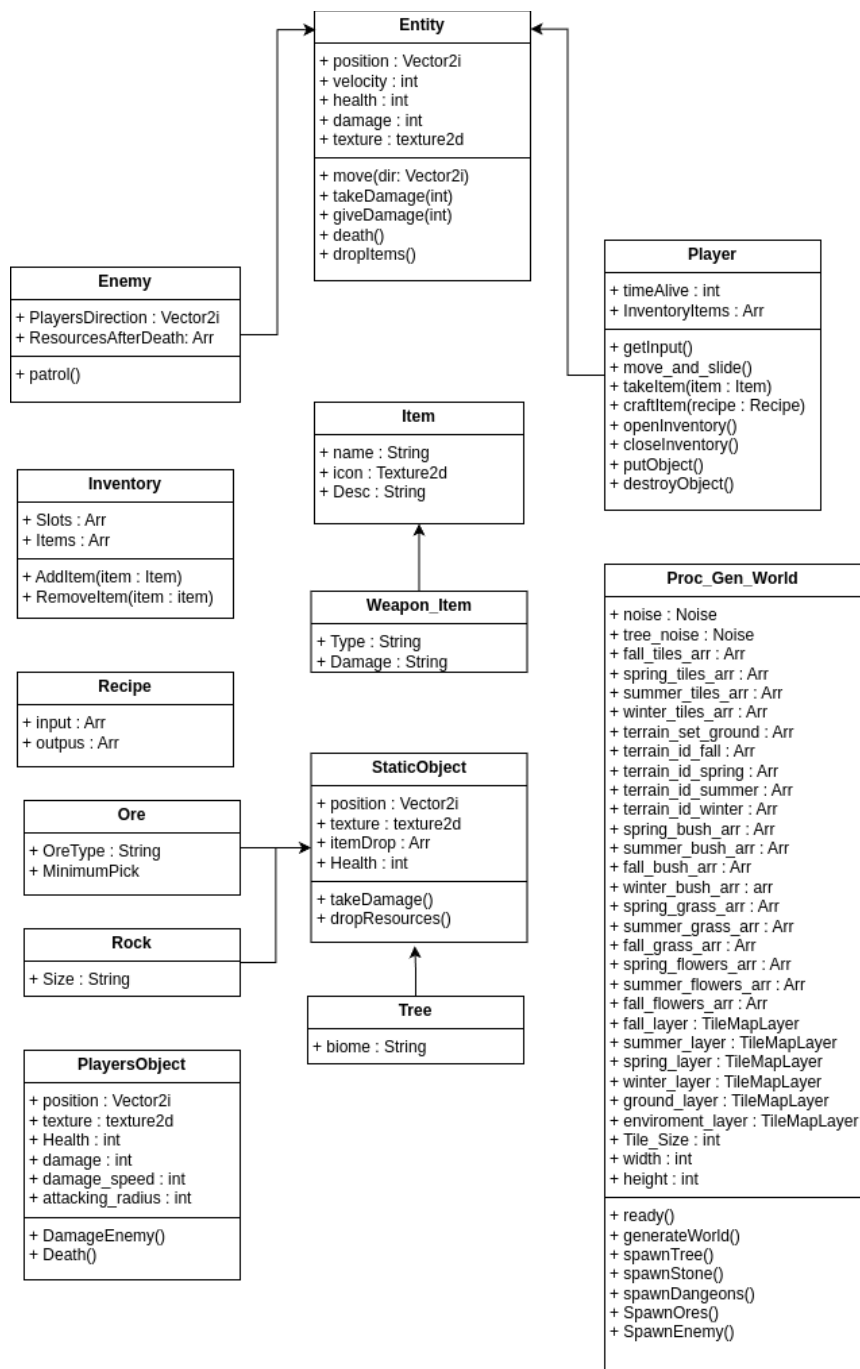 Entity
+ position : Vector2i
+ velocity : int
+ health : int
+ damage : int
+ texture : texture2d
+ move(dir: Vector2i)
+ takeDamage(int)
+ giveDamage(int)
+ death()
+ dropItems()
Enemy
+ PlayersDirection : Vector2i
+ ResourcesAfterDeath: Arr
+ patrol()
Player
+ timeAlive : int
+ InventoryItems : Arr
+ getInput()
+ move_and_slide()
+ takeItem(item : Item)
+ craftItem(recipe : Recipe)
+ openInventory()
+ closeInventory()
+ putObject()
+ destroyObject()
Item
+ name : String
+ icon : Texture2d
+ Desc : String
Inventory
+ Slots : Arr
+ Items : Arr
+ AddItem(item : Item)
+ RemoveItem(item : item)
Weapon_Item
+ Type : String
+ Damage : String
Recipe
+ input : Arr
+ outpus : Arr
StaticObject
+ position : Vector2i
+ texture : texture2d
+ itemDrop : Arr
+ Health : int
+ takeDamage()
+ dropResources()
Ore
+ OreType : String
+ MinimumPick
Rock
+ Size : String
Tree
+ biome : String
PlayersObject
+ position : Vector2i
+ texture : texture2d
+ Health : int
+ damage : int
+ damage_speed : int
+ attacking_radius : int
+ DamageEnemy()
+ Death()
Proc_Gen_World
+ noise : Noise
+ tree_noise : Noise
+ fall_tiles_arr : Arr
+ spring_tiles_arr : Arr
+ summer_tiles_arr : Arr
+ winter_tiles_arr : Arr
+ terrain_set_ground : Arr
+ terrain_id_fall : Arr
+ terrain_id_spring : Arr
+ terrain_id_summer : Arr
+ terrain_id_winter : Arr
+ spring_bush_arr : Arr
+ summer_bush_arr : Arr
+ fall_bush_arr : Arr
+ winter_bush_arr : arr
+ spring_grass_arr : Arr
+ summer_grass_arr : Arr
+ fall_grass_arr : Arr
+ spring_flowers_arr : Arr
+ summer_flowers_arr : Arr
+ fall_flowers_arr : Arr
+ fall_layer : TileMapLayer
+ summer_layer : TileMapLayer
+ spring_layer : TileMapLayer
+ winter_layer : TileMapLayer
+ ground_layer : TileMapLayer
+ enviroment_layer : TileMapLayer
+ Tile_Size : int
+ width : int
+ height : int
+ ready()
+ generateWorld()
+ spawnTree()
+ spawnStone()
+ spawnDangeons()
+ SpawnOres()
+ SpawnEnemy()